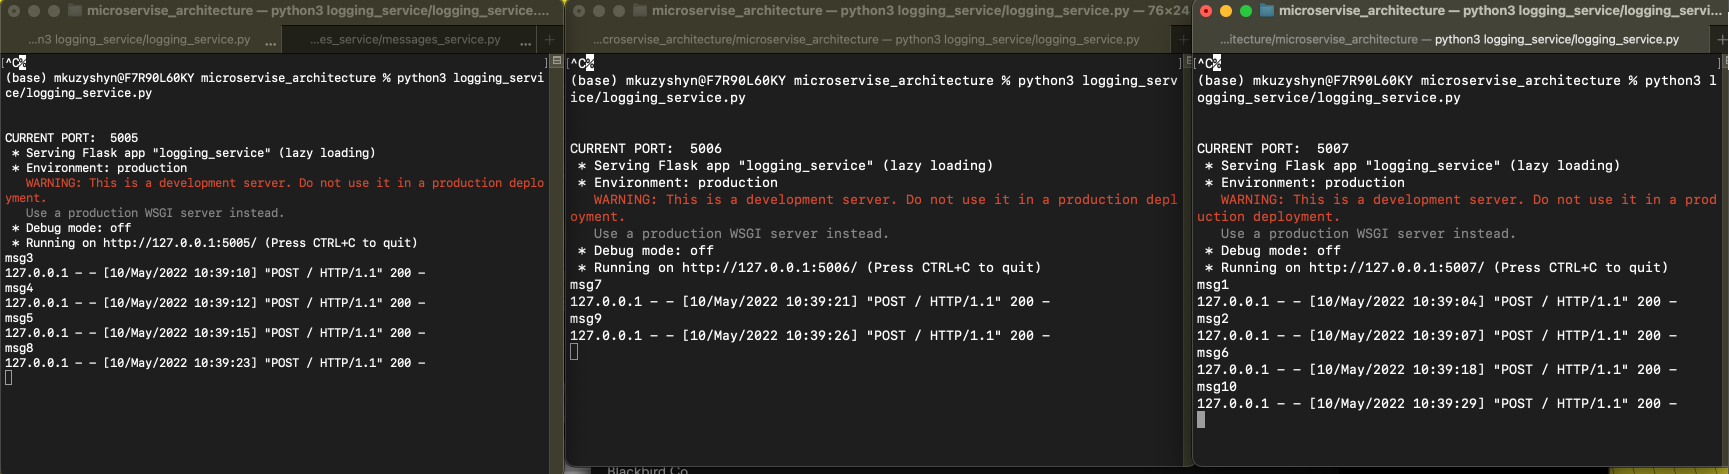 microservise_architecture — python3 logging_service/logging_service....
...n3 logging_service/logging_service.py ...
...es_service/messages_service.py ... +
[^C% ]
(base) mkuzyshyn@F7R90L60KY microservise_architecture % python3 logging_servi
ce/logging_service.py
CURRENT PORT:  5005
* Serving Flask app "logging_service" (lazy loading)
* Environment: production
WARNING: This is a development server. Do not use it in a production deplo
yment.
Use a production WSGI server instead.
* Debug mode: off
* Running on http://127.0.0.1:5005/ (Press CTRL+C to quit)
msg3
127.0.0.1 - - [10/May/2022 10:39:10] "POST / HTTP/1.1" 200 -
msg4
127.0.0.1 - - [10/May/2022 10:39:12] "POST / HTTP/1.1" 200 -
msg5
127.0.0.1 - - [10/May/2022 10:39:15] "POST / HTTP/1.1" 200 -
msg8
127.0.0.1 - - [10/May/2022 10:39:23] "POST / HTTP/1.1" 200 -
microservise_architecture — python3 logging_service/logging_service.py — 76×24
...croservise_architecture/microservise_architecture — python3 logging_service/logging_service.py +
[^C% ]
(base) mkuzyshyn@F7R90L60KY microservise_architecture % python3 logging_serv
ice/logging_service.py
CURRENT PORT:  5006
* Serving Flask app "logging_service" (lazy loading)
* Environment: production
WARNING: This is a development server. Do not use it in a production depl
oyment.
Use a production WSGI server instead.
* Debug mode: off
* Running on http://127.0.0.1:5006/ (Press CTRL+C to quit)
msg7
127.0.0.1 - - [10/May/2022 10:39:21] "POST / HTTP/1.1" 200 -
msg9
127.0.0.1 - - [10/May/2022 10:39:26] "POST / HTTP/1.1" 200 -
microservise_architecture — python3 logging_service/logging_servi...
...itecture/microservise_architecture — python3 logging_service/logging_service.py +
[^C% ]
(base) mkuzyshyn@F7R90L60KY microservise_architecture % python3 l
ogging_service/logging_service.py
CURRENT PORT:  5007
* Serving Flask app "logging_service" (lazy loading)
* Environment: production
WARNING: This is a development server. Do not use it in a prod
uction deployment.
Use a production WSGI server instead.
* Debug mode: off
* Running on http://127.0.0.1:5007/ (Press CTRL+C to quit)
msg1
127.0.0.1 - - [10/May/2022 10:39:04] "POST / HTTP/1.1" 200 -
msg2
127.0.0.1 - - [10/May/2022 10:39:07] "POST / HTTP/1.1" 200 -
msg6
127.0.0.1 - - [10/May/2022 10:39:18] "POST / HTTP/1.1" 200 -
msg10
127.0.0.1 - - [10/May/2022 10:39:29] "POST / HTTP/1.1" 200 -
Blackbird Co